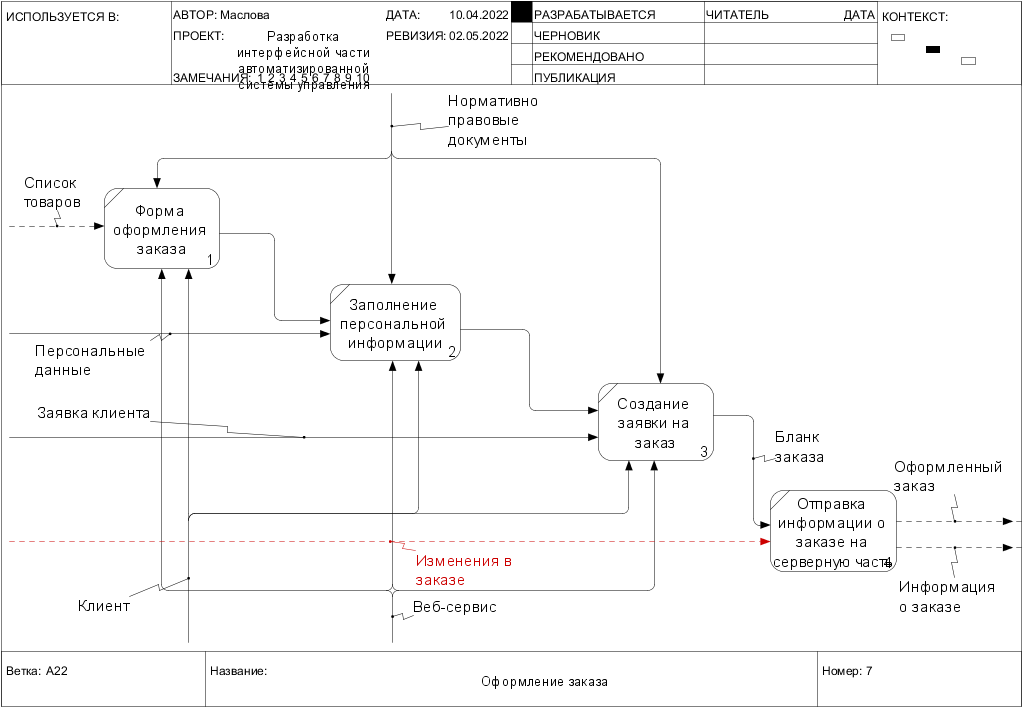 ИСПОЛЬЗУЕТСЯ В:
АВТОР: Маслова
ДАТА: 10.04.2022
РАЗРАБАТЫВАЕТСЯ
ЧИТАТЕЛЬ
ДАТА
КОНТЕКСТ:
ПРОЕКТ: Разработка
интерфейсной части
автоматизированной
системы управления
РЕВИЗИЯ: 02.05.2022
ЧЕРНОВИК
РЕКОМЕНДОВАНО
ЗАМЕЧАНИЯ: 1 2 3 4 5 6 7 8 9 10
ПУБЛИКАЦИЯ
Нормативно
правовые
документы
Список
товаров
Форма
оформления
заказа
1
Заполнение
персональной
информации
2
Персональные
данные
Заявка клиента
Создание
заявки на
заказ
3
Бланк
заказа
Оформленный
заказ
Отправка
информации о
заказе на
серверную часть
4
Изменения в
заказе
Информация
о заказе
Клиент
Веб-сервис
Ветка: A22
Название:
Оформление заказа
Номер: 7